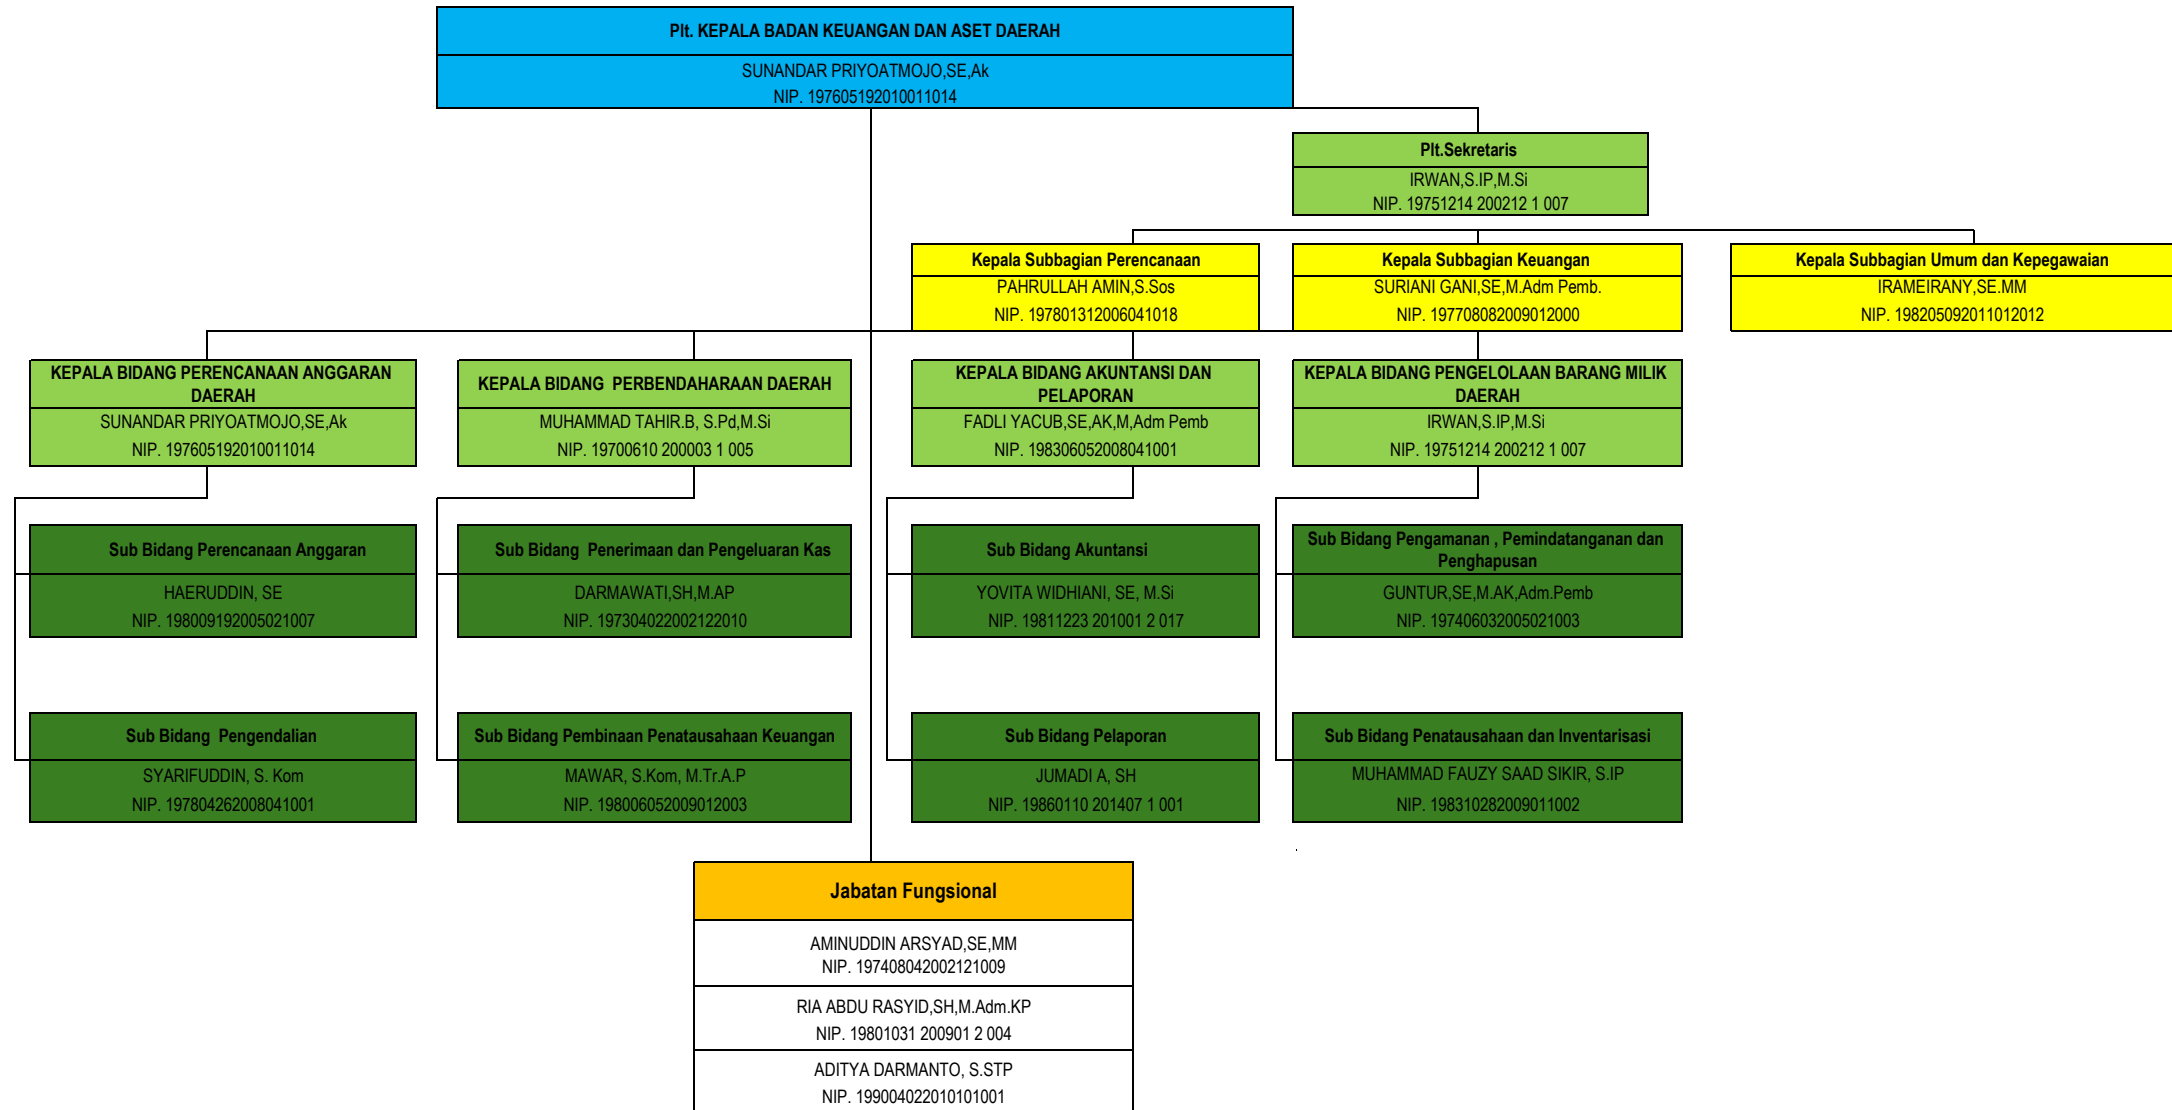 Plt. KEPALA BADAN KEUANGAN DAN ASET DAERAH
SUNANDAR PRIYOATMOJO,SE,Ak
NIP. 197605192010011014
Plt.Sekretaris
IRWAN,S.IP,M.Si
NIP. 19751214 200212 1 007
Kepala Subbagian Perencanaan
PAHRULLAH AMIN,S.Sos
NIP. 197801312006041018
Kepala Subbagian Keuangan
SURIANI GANI,SE,M.Adm Pemb.
NIP. 197708082009012000
Kepala Subbagian Umum dan Kepegawaian
IRAMEIRANY,SE.MM
NIP. 198205092011012012
KEPALA BIDANG PERENCANAAN ANGGARAN
DAERAH
SUNANDAR PRIYOATMOJO,SE,Ak
NIP. 197605192010011014
KEPALA BIDANG  PERBENDAHARAAN DAERAH
MUHAMMAD TAHIR.B, S.Pd,M.Si
NIP. 19700610 200003 1 005
KEPALA BIDANG AKUNTANSI DAN
PELAPORAN
FADLI YACUB,SE,AK,M,Adm Pemb
NIP. 198306052008041001
KEPALA BIDANG PENGELOLAAN BARANG MILIK
DAERAH
IRWAN,S.IP,M.Si
NIP. 19751214 200212 1 007
Sub Bidang Perencanaan Anggaran
HAERUDDIN, SE
NIP. 198009192005021007
Sub Bidang  Penerimaan dan Pengeluaran Kas
DARMAWATI,SH,M.AP
NIP. 197304022002122010
Sub Bidang Akuntansi
YOVITA WIDHIANI, SE, M.Si
NIP. 19811223 201001 2 017
Sub Bidang Pengamanan , Pemindatanganan dan
Penghapusan
GUNTUR,SE,M.AK,Adm.Pemb
NIP. 197406032005021003
Sub Bidang  Pengendalian
SYARIFUDDIN, S. Kom
NIP. 197804262008041001
Sub Bidang Pembinaan Penatausahaan Keuangan
MAWAR, S.Kom, M.Tr.A.P
NIP. 198006052009012003
Sub Bidang Pelaporan
JUMADI A, SH
NIP. 19860110 201407 1 001
Sub Bidang Penatausahaan dan Inventarisasi
MUHAMMAD FAUZY SAAD SIKIR, S.IP
NIP. 198310282009011002
Jabatan Fungsional
AMINUDDIN ARSYAD,SE,MM
NIP. 197408042002121009
RIA ABDU RASYID,SH,M.Adm.KP
NIP. 19801031 200901 2 004
ADITYA DARMANTO, S.STP
NIP. 199004022010101001